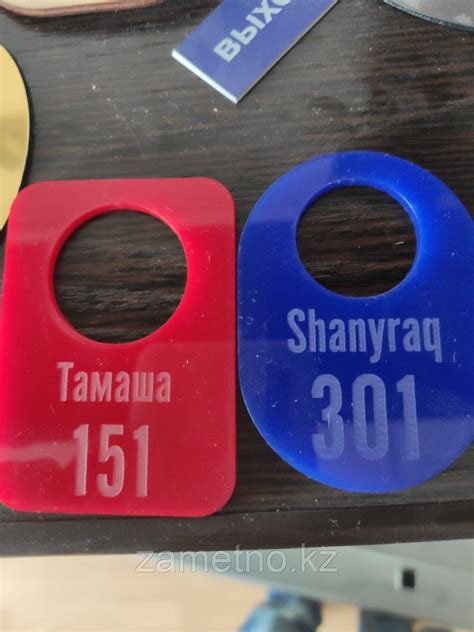 ВЫХО
Тамаша
151
Shanyraq
301
zametno.kz